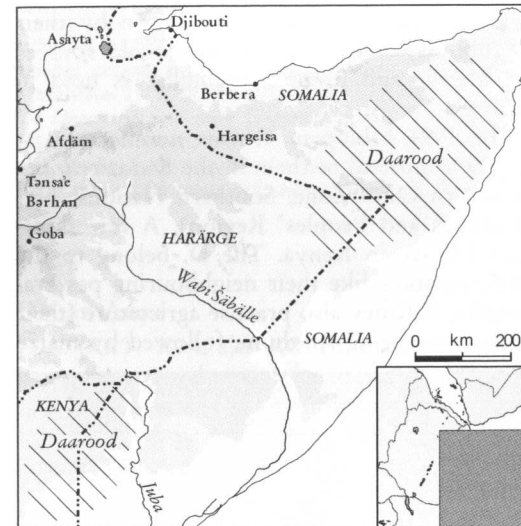 Djibouti
Asayta
Berbera
SOMALIA
Hargeisa
Afdäm
Daarood
Tənsaʾe
Bərhan
Goba
HARÄRGE
Wabi Šäbälle
SOMALIA
0 km 200
KENYA
Daarood
Juba